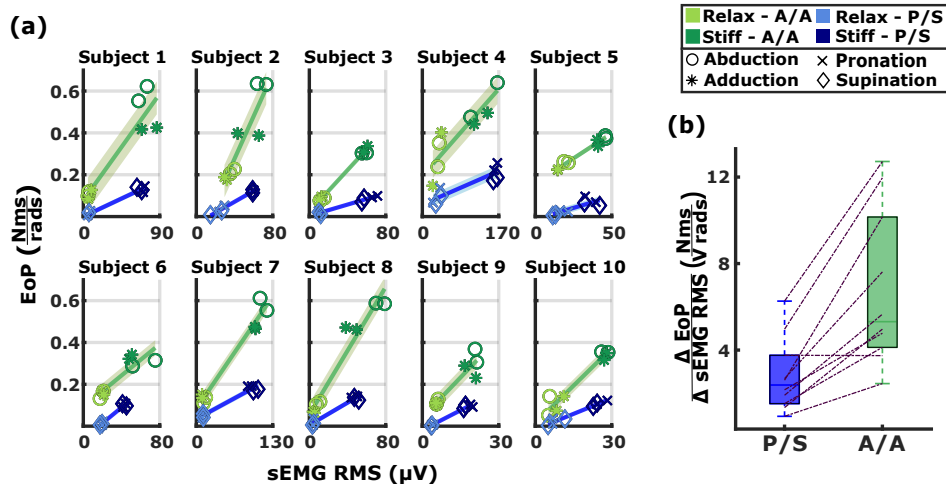 (a)
Relax - A/A
Relax - P/S
Stiff - A/A
Stiff - P/S
Abduction
Pronation
Adduction
Supination
Subject 1
Subject 2
Subject 3
Subject 4
Subject 5
0.6
0.4
0.2
0 90
0 80
0 80
0 170
0 50
EoP (Nms/rads)
Subject 6
Subject 7
Subject 8
Subject 9
Subject 10
0.6
0.4
0.2
0 80
0 130
0 8
0 30
0 30
sEMG RMS (µV)
(b)
12
8
4
P/S A/A
Δ EoP
Δ sEMG RMS
(Nms
V rads)